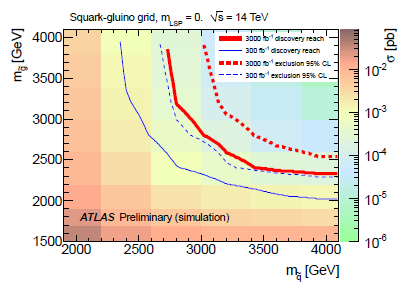 Squark-gluino grid, m_LSP = 0. √s = 14 TeV
m_g̃ [GeV]
4000
3500
3000
2500
2000
1500
3000 fb⁻¹ discovery reach
300 fb⁻¹ discovery reach
3000 fb⁻¹ exclusion 95% CL
300 fb⁻¹ exclusion 95% CL
ATLAS Preliminary (simulation)
2000 2500 3000 3500 4000
m_q̃ [GeV]
σ [pb]
10⁻²
10⁻³
10⁻⁴
10⁻⁵
10⁻⁶